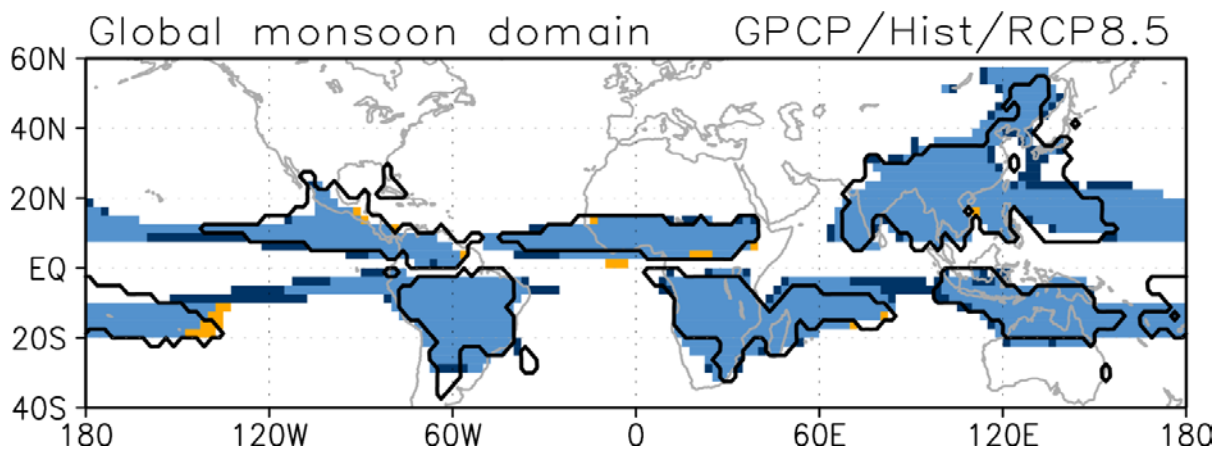 Global monsoon domain GPCP/Hist/RCP8.5
60N
40N
20N
EQ
20S
40S
180 120W 60W 0 60E 120E 180